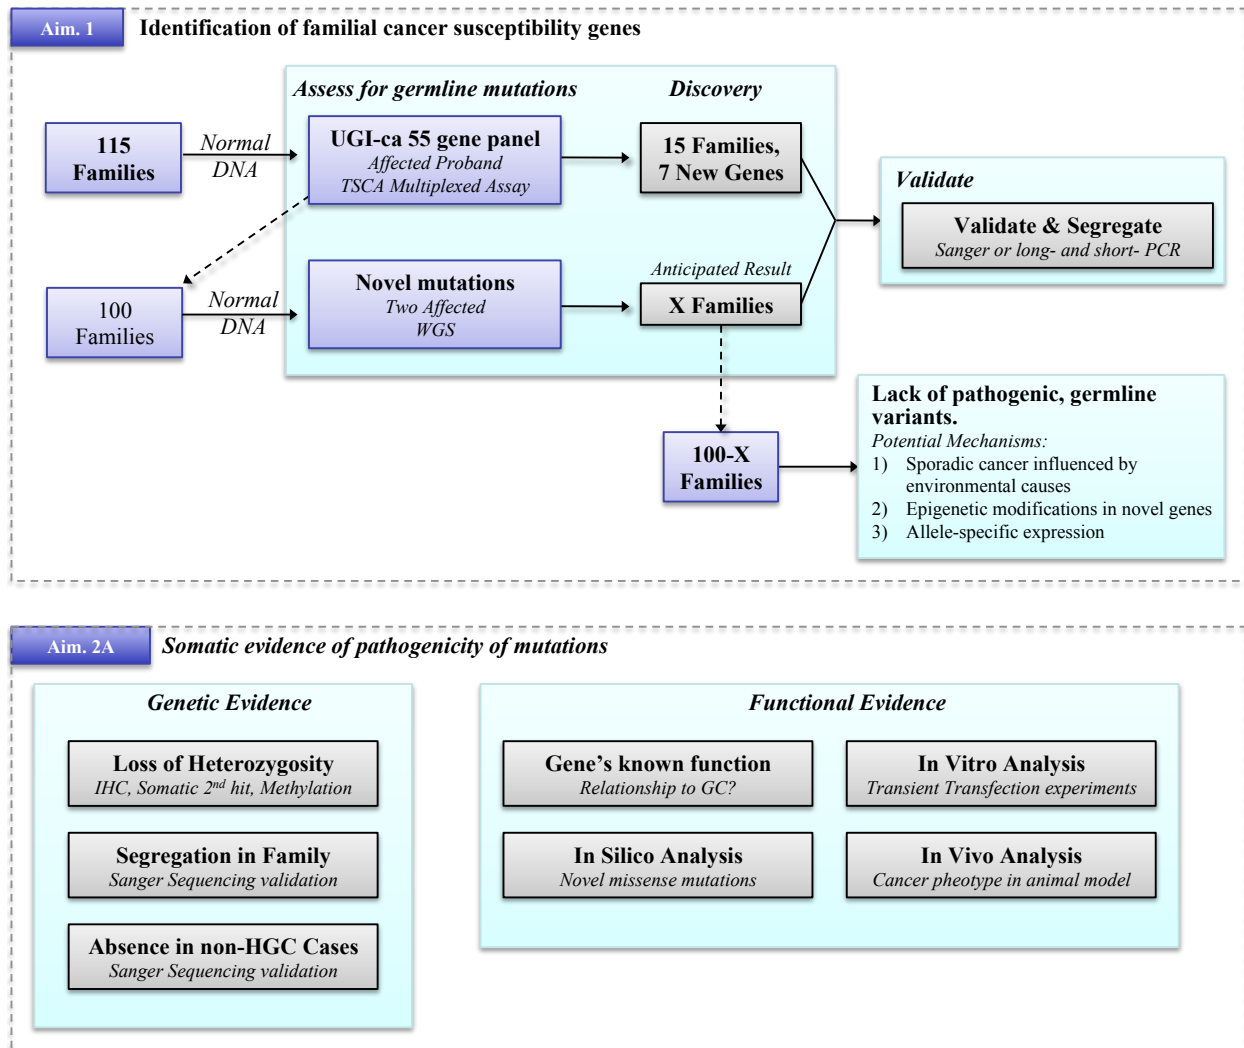 Aim. 1
Identification of familial cancer susceptibility genes
Assess for germline mutations
Discovery
115
Families
Normal
DNA
UGI-ca 55 gene panel
Affected Proband
TSCA Multiplexed Assay
15 Families,
7 New Genes
Validate
Validate & Segregate
Sanger or long- and short- PCR
100
Families
Normal
DNA
Novel mutations
Two Affected
WGS
Anticipated Result
X Families
100-X
Families
Lack of pathogenic, germline
variants.
Potential Mechanisms:
1) Sporadic cancer influenced by
environmental causes
2) Epigenetic modifications in novel genes
3) Allele-specific expression
Aim. 2A
Somatic evidence of pathogenicity of mutations
Genetic Evidence
Loss of Heterozygosity
IHC, Somatic 2nd hit, Methylation
Segregation in Family
Sanger Sequencing validation
Absence in non-HGC Cases
Sanger Sequencing validation
Functional Evidence
Gene's known function
Relationship to GC?
In Vitro Analysis
Transient Transfection experiments
In Silico Analysis
Novel missense mutations
In Vivo Analysis
Cancer pheotype in animal model